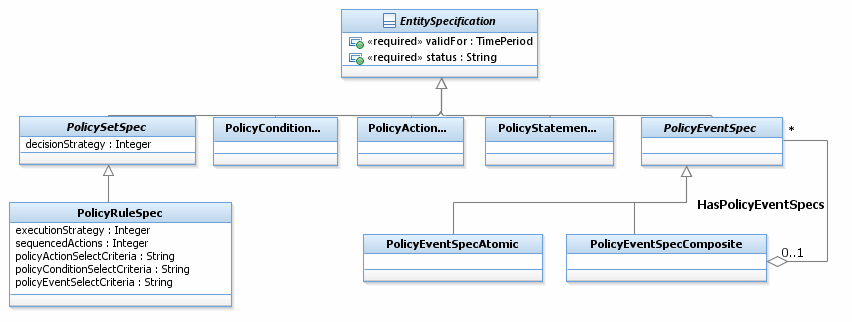 EntitySpecification
«required» validFor : TimePeriod
«required» status : String
PolicySetSpec
decisionStrategy : Integer
PolicyCondition...
PolicyAction...
PolicyStatemen...
PolicyEventSpec
*
HasPolicyEventSpecs
PolicyRuleSpec
executionStrategy : Integer
sequencedActions : Integer
policyActionSelectCriteria : String
policyConditionSelectCriteria : String
policyEventSelectCriteria : String
PolicyEventSpecAtomic
PolicyEventSpecComposite
0..1